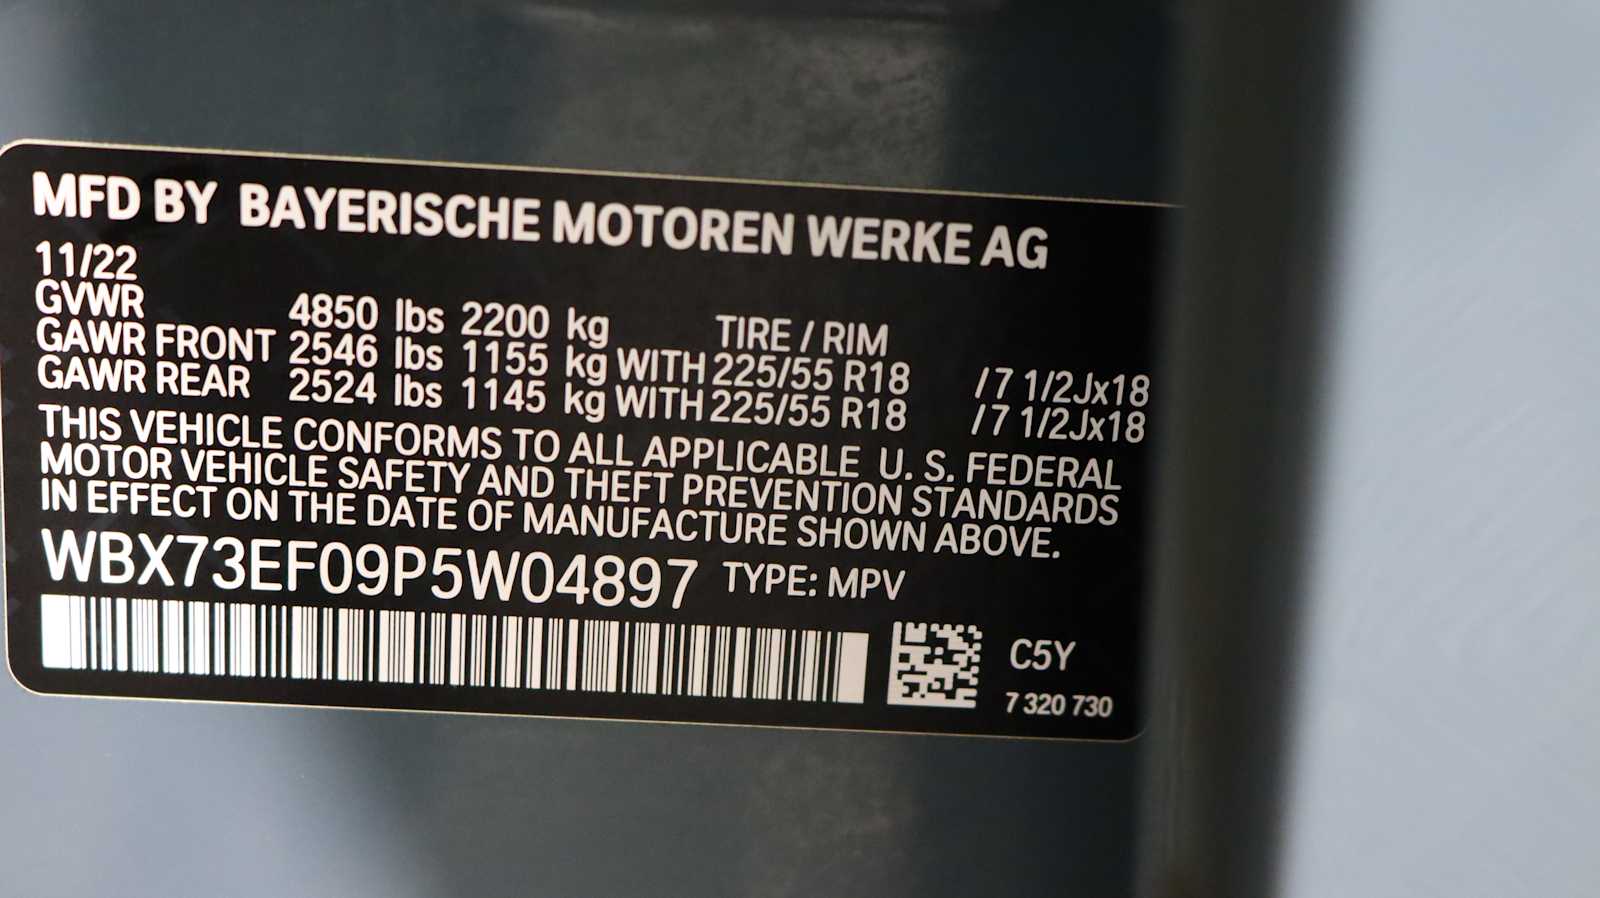 MFD BY BAYERISCHE MOTOREN WERKE AG
11/22
GVWR 4850 lbs 2200 kg TIRE / RIM
GAWR FRONT 2546 lbs 1155 kg WITH 225/55 R18 /7 1/2Jx18
GAWR REAR 2524 lbs 1145 kg WITH 225/55 R18 /7 1/2Jx18
THIS VEHICLE CONFORMS TO ALL APPLICABLE U. S. FEDERAL
MOTOR VEHICLE SAFETY AND THEFT PREVENTION STANDARDS
IN EFFECT ON THE DATE OF MANUFACTURE SHOWN ABOVE.
WBX73EF09P5W04897 TYPE: MPV
C5Y
7 320 730